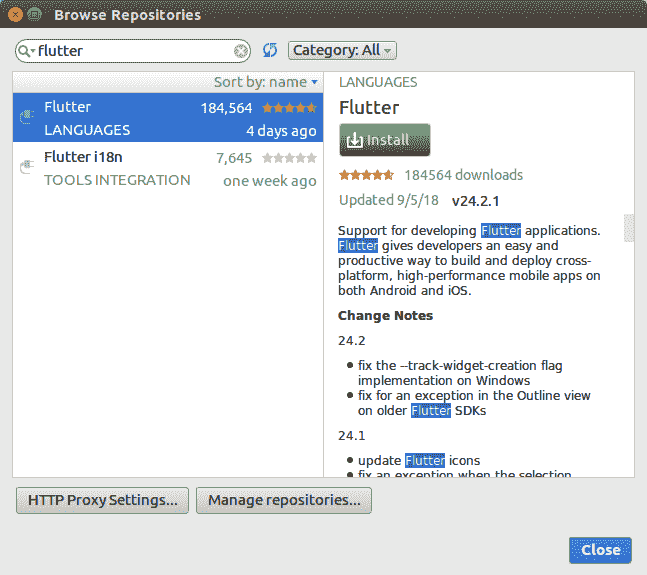 Browse Repositories
flutter
Category: All
Sort by: name
Flutter 184,564
LANGUAGES 4 days ago
Flutter i18n 7,645
TOOLS INTEGRATION one week ago
LANGUAGES
Flutter
Install
184564 downloads
Updated 9/5/18 v24.2.1
Support for developing Flutter applications.
Flutter gives developers an easy and
productive way to build and deploy cross-
platform, high-performance mobile apps on
both Android and iOS.
Change Notes
24.2
fix the --track-widget-creation flag
implementation on Windows
fix for an exception in the Outline view
on older Flutter SDKs
24.1
update Flutter icons
fix an exception when the selection
HTTP Proxy Settings...
Manage repositories...
Close